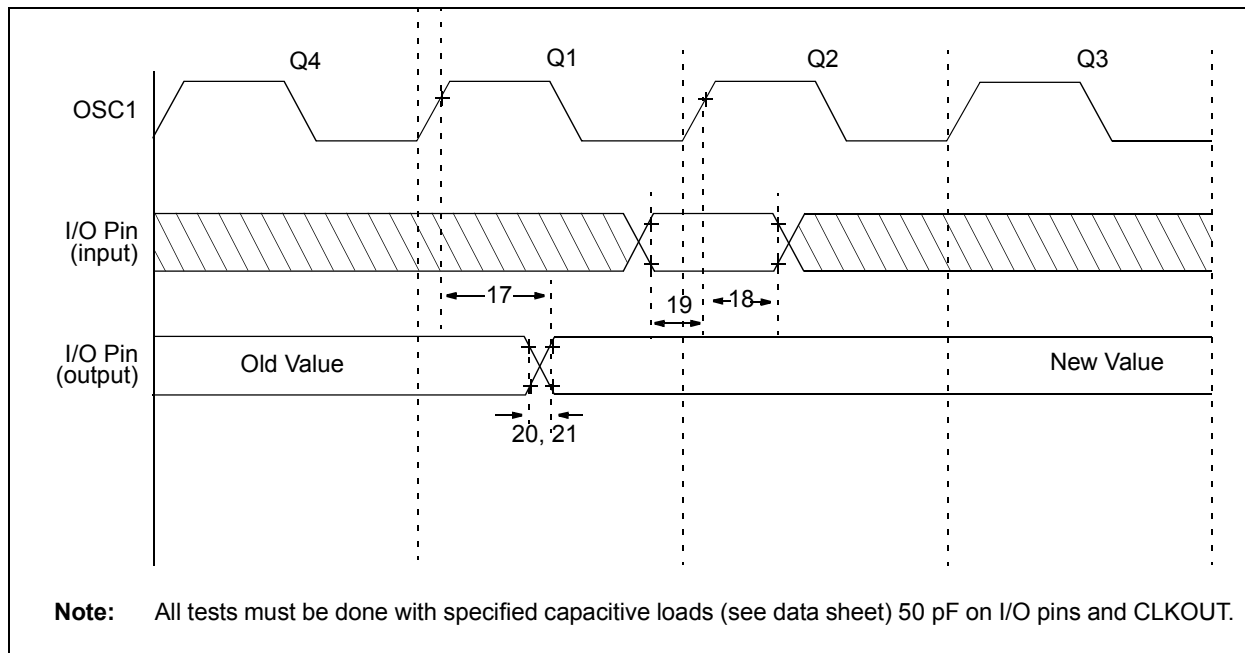 Q4 Q1 Q2 Q3
OSC1
I/O Pin
(input)
17 19 18
I/O Pin
(output)
Old Value New Value
20, 21
Note: All tests must be done with specified capacitive loads (see data sheet) 50 pF on I/O pins and CLKOUT.